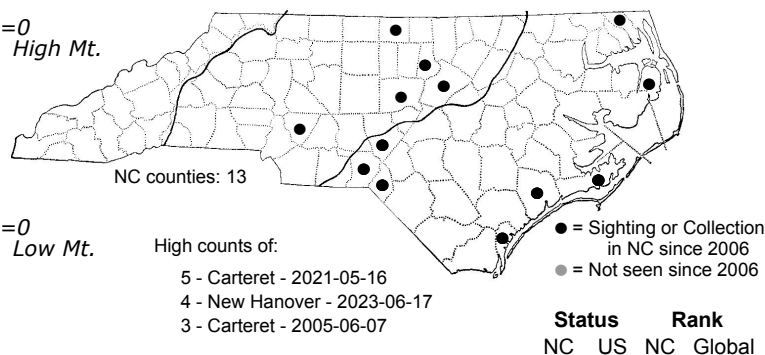 =0
High Mt.
NC counties: 13
=0
Low Mt.
High counts of:
5 - Carteret - 2021-05-16
4 - New Hanover - 2023-06-17
3 - Carteret - 2005-06-07
● = Sighting or Collection
in NC since 2006
● = Not seen since 2006
Status Rank
NC US NC Global